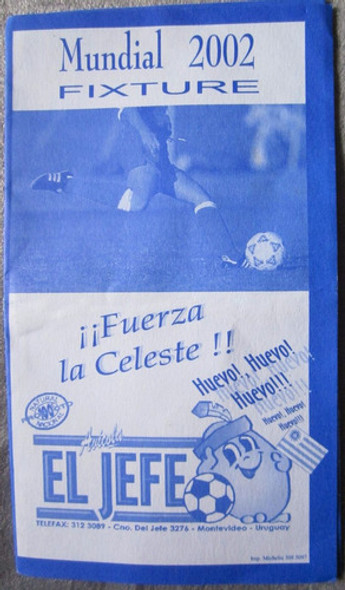 Mundial 2002
FIXTURE
¡¡Fuerza
la Celeste !!
Huevo!, Huevo!
Huevo!!!
Huevo!, Huevo!,
Huevo!!!
NATURAL
Avícola
EL JEFE
TELEFAX: 312 3089 - Cno. Del Jefe 3276 - Montevideo - Uruguay